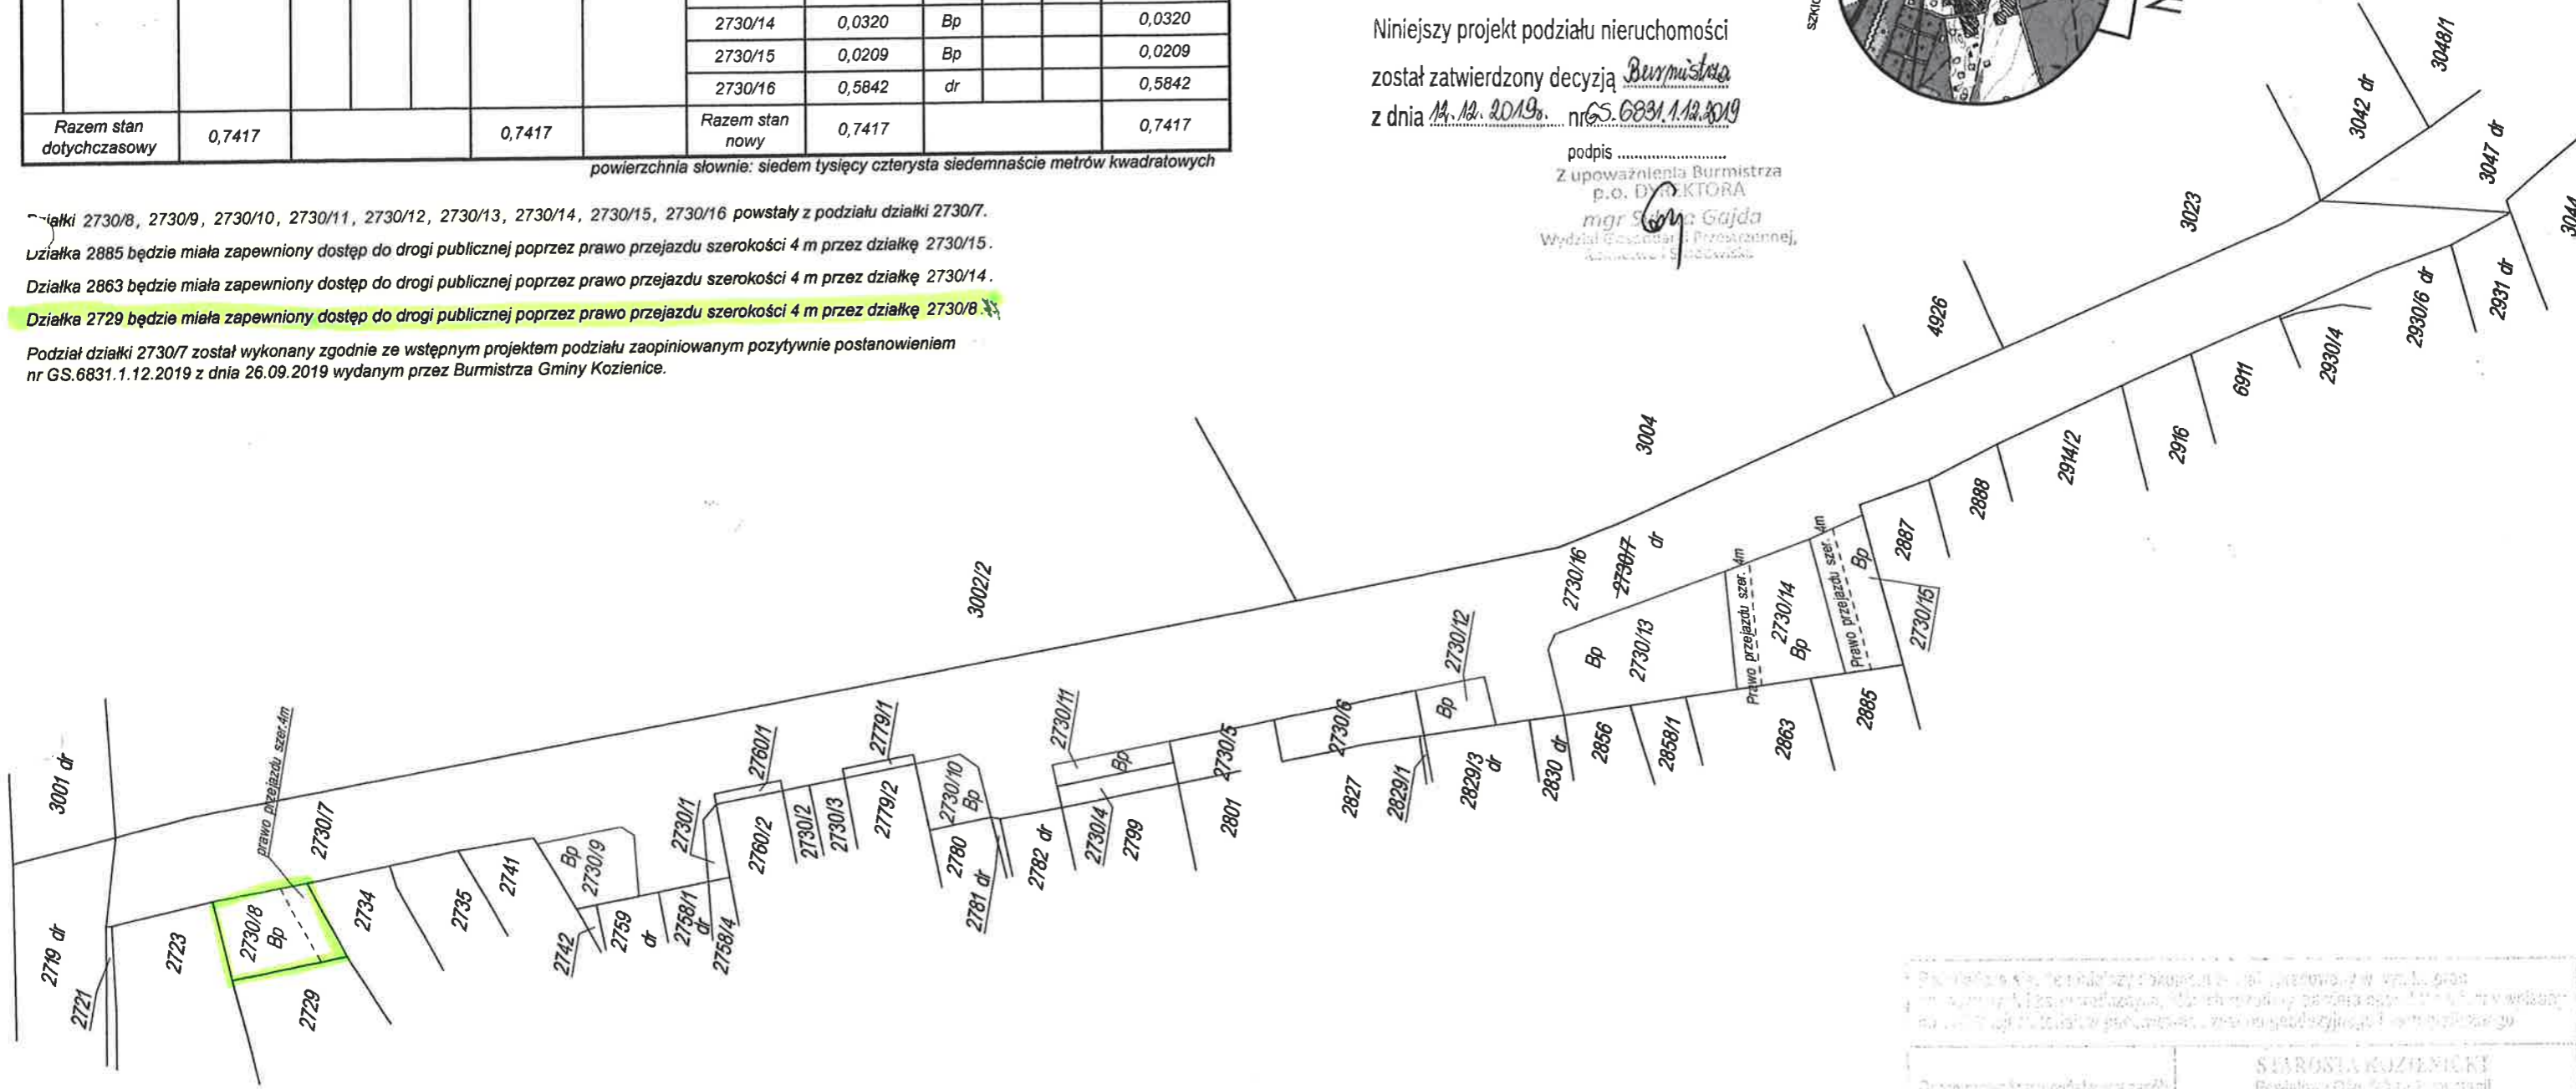 2730/14 0,0320 Bp 0,0320
2730/15 0,0209 Bp 0,0209
2730/16 0,5842 dr 0,5842
Razem stan dotychczasowy 0,7417 0,7417 Razem stan nowy 0,7417 0,7417
powierzchnia słownie: siedem tysięcy czterysta siedemnaście metrów kwadratowych
Niniejszy projekt podziału nieruchomości
został zatwierdzony decyzją Burmistrza
z dnia 12.12.2019r. nr GS.6831.1.12.2019
podpis
Z upoważnienia Burmistrza
p.o. DYREKTORA
mgr Gajda
Działki 2730/8, 2730/9, 2730/10, 2730/11, 2730/12, 2730/13, 2730/14, 2730/15, 2730/16 powstały z podziału działki 2730/7.
Działka 2885 będzie miała zapewniony dostęp do drogi publicznej poprzez prawo przejazdu szerokości 4 m przez działkę 2730/15.
Działka 2863 będzie miała zapewniony dostęp do drogi publicznej poprzez prawo przejazdu szerokości 4 m przez działkę 2730/14.
Działka 2729 będzie miała zapewniony dostęp do drogi publicznej poprzez prawo przejazdu szerokości 4 m przez działkę 2730/8.
Podział działki 2730/7 został wykonany zgodnie ze wstępnym projektem podziału zaopiniowanym pozytywnie postanowieniem
nr GS.6831.1.12.2019 z dnia 26.09.2019 wydanym przez Burmistrza Gminy Kozienice.
3001 dr
2719 dr
2721
2723
2730/8
Bp
2729
prawo przejazdu szer.4m
2730/7
2734
2735
2741
Bp
2730/9
2742
2759
dr
2758/1
dr
2758/4
2730/1
2760/1
2760/2
2730/2
2730/3
2779/1
2779/2
2730/10
Bp
2780
2781 dr
2782 dr
3002/2
2730/11
Bp
2730/4
2799
2730/5
2801
2730/6
2827
2829/1
Bp
2730/12
2829/3
dr
2830 dr
2856
2858/1
2863
2885
3004
2730/16
2730/7
dr
Bp
2730/13
Prawo przejazdu szer. 4m
2730/14
Bp
Prawo przejazdu szer. 4m
Bp
2730/15
2887
2888
2914/2
2916
6911
2930/4
2930/6 dr
2931 dr
4926
3023
3042 dr
3048/1
3047 dr
STAROSTA KOZIENICKI